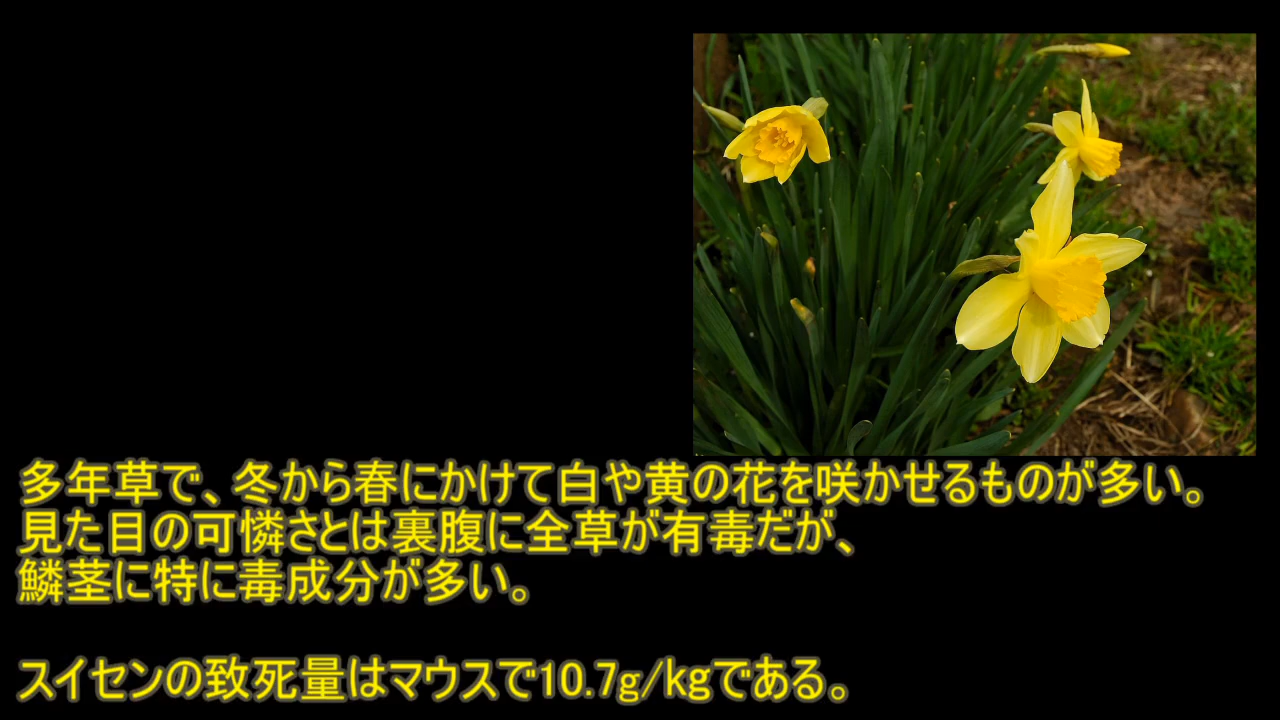 多年草で、冬から春にかけて白や黄の花を咲かせるものが多い。
見た目の可憐さとは裏腹に全草が有毒だが、
鱗茎に特に毒成分が多い。
スイセンの致死量はマウスで10.7g/kgである。